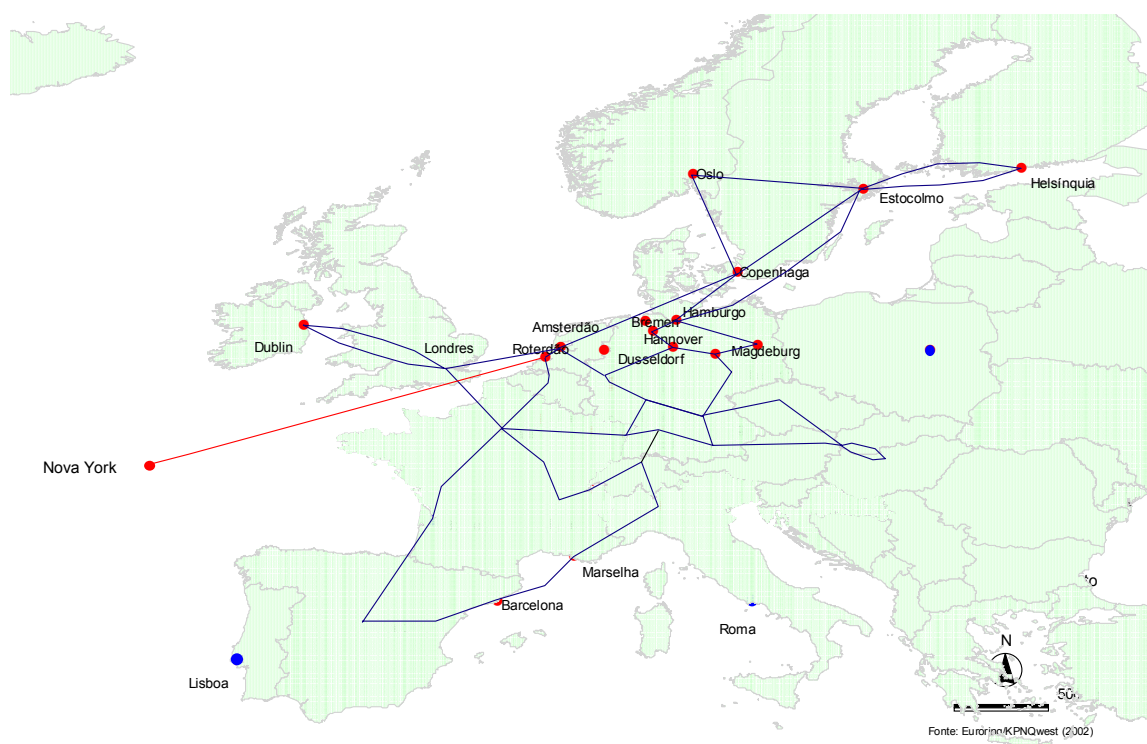 Oslo
Helsínquia
Estocolmo
Copenhaga
Hamburgo
Bremen
Amsterdão
Hannover
Dublin
Londres
Roterdão
Dusseldorf
Magdeburg
Nova York
Marselha
Barcelona
Roma
Lisboa
N
Fonte: Euroring/KPNQwest (2002)